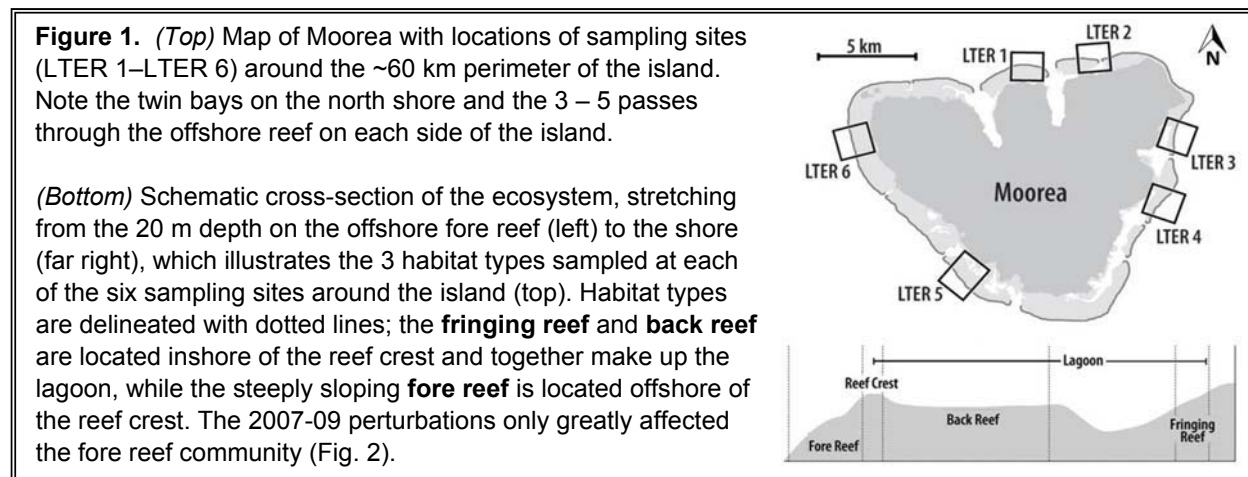 Figure 1. (Top) Map of Moorea with locations of sampling sites
(LTER 1–LTER 6) around the ~60 km perimeter of the island.
Note the twin bays on the north shore and the 3 – 5 passes
through the offshore reef on each side of the island.
(Bottom) Schematic cross-section of the ecosystem, stretching
from the 20 m depth on the offshore fore reef (left) to the shore
(far right), which illustrates the 3 habitat types sampled at each
of the six sampling sites around the island (top). Habitat types
are delineated with dotted lines; the fringing reef and back reef
are located inshore of the reef crest and together make up the
lagoon, while the steeply sloping fore reef is located offshore of
the reef crest. The 2007-09 perturbations only greatly affected
the fore reef community (Fig. 2).
5 km
LTER 1
LTER 2
N
LTER 3
LTER 6
Moorea
LTER 4
LTER 5
Lagoon
Reef Crest
Back Reef
Fore Reef
Fringing
Reef